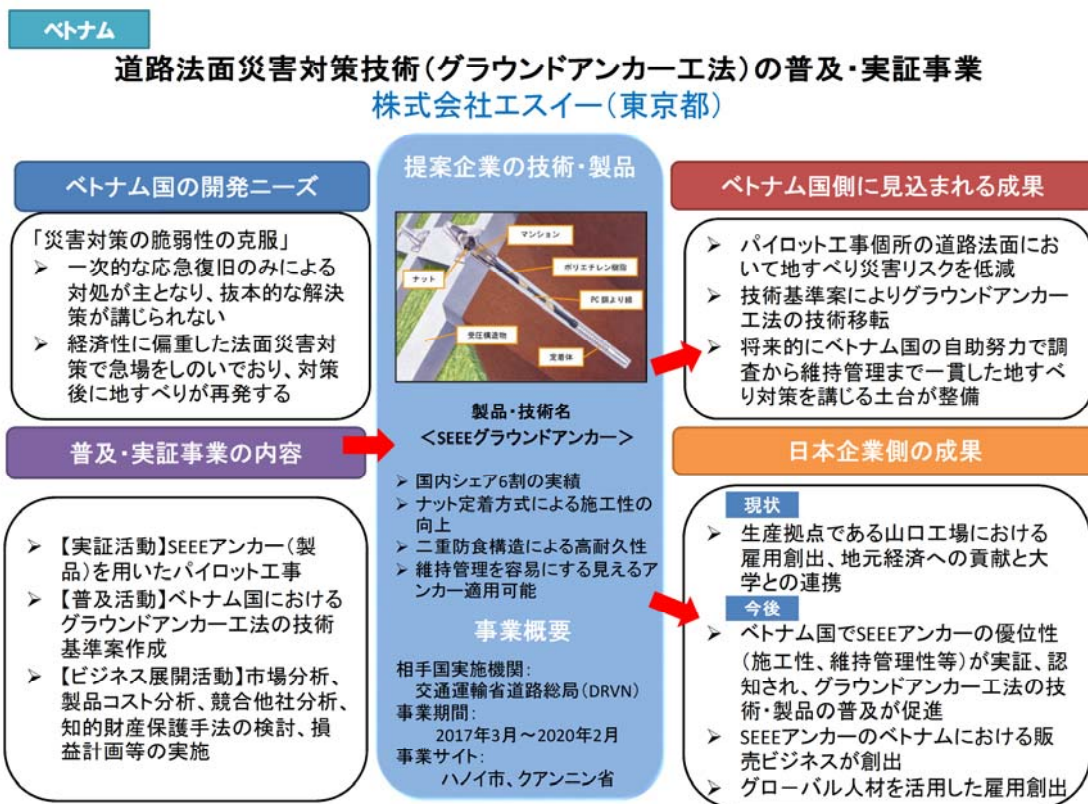 ベトナム
道路法面災害対策技術(グラウンドアンカー工法)の普及・実証事業
株式会社エスイー(東京都)
ベトナム国の開発ニーズ
「災害対策の脆弱性の克服」
➤ 一次的な応急復旧のみによる
対処が主となり、抜本的な解決
策が講じられない
➤ 経済性に偏重した法面災害対
策で急場をしのいでおり、対策
後に地すべりが再発する
普及・実証事業の内容
➤ 【実証活動】SEEEアンカー(製
品)を用いたパイロット工事
➤ 【普及活動】ベトナム国における
グラウンドアンカー工法の技術
基準案作成
➤ 【ビジネス展開活動】市場分析、
製品コスト分析、競合他社分析、
知的財産保護手法の検討、損
益計画等の実施
提案企業の技術・製品
マンション
ナット
ポリエチレン樹脂
PC鋼より線
受圧構造物
定着体
製品・技術名
<SEEEグラウンドアンカー>
➤ 国内シェア6割の実績
➤ ナット定着方式による施工性の
向上
➤ 二重防食構造による高耐久性
➤ 維持管理を容易にする見えるア
ンカー適用可能
事業概要
相手国実施機関:
交通運輸省道路総局(DRVN)
事業期間:
2017年3月~2020年2月
事業サイト:
ハノイ市、クアンニン省
ベトナム国側に見込まれる成果
➤ パイロット工事個所の道路法面にお
いて地すべり災害リスクを低減
➤ 技術基準案によりグラウンドアンカー
工法の技術移転
➤ 将来的にベトナム国の自助努力で調
査から維持管理まで一貫した地すべ
り対策を講じる土台が整備
日本企業側の成果
現状
➤ 生産拠点である山口工場における
雇用創出、地元経済への貢献と大
学との連携
今後
➤ ベトナム国でSEEEアンカーの優位性
(施工性、維持管理性等)が実証、認
知され、グラウンドアンカー工法の技
術・製品の普及が促進
➤ SEEEアンカーのベトナムにおける販
売ビジネスが創出
➤ グローバル人材を活用した雇用創出